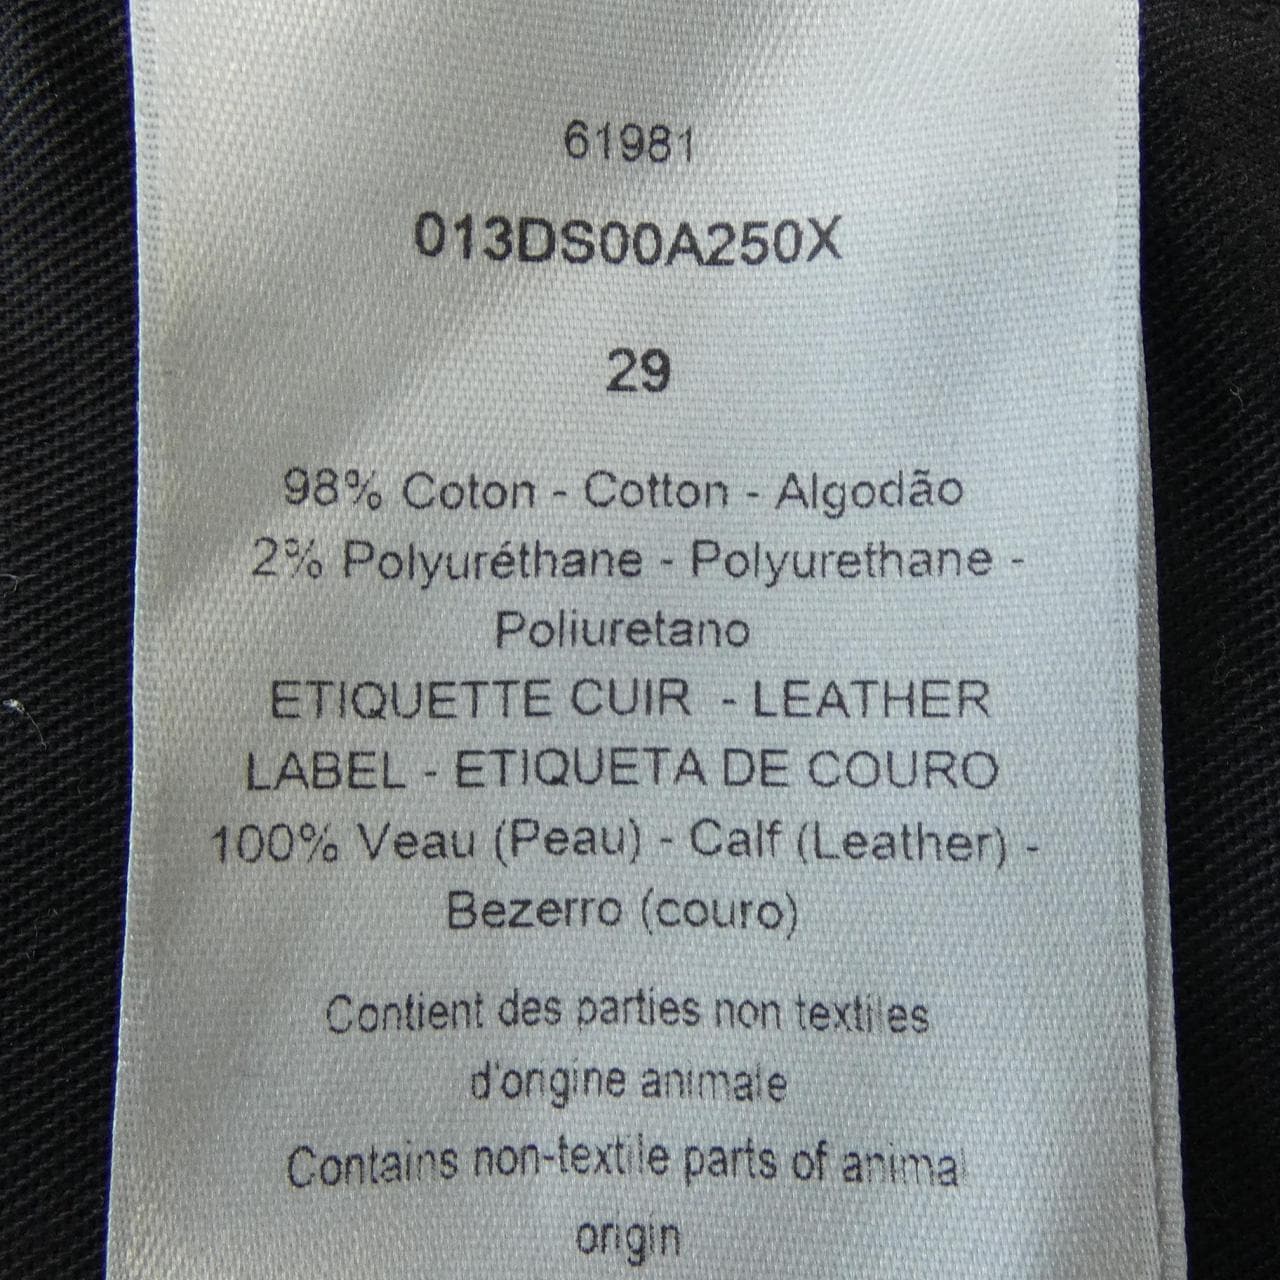 61981
013DS00A250X
29
98% Coton - Cotton - Algodão
2% Polyuréthane - Polyurethane -
Poliuretano
ETIQUETTE CUIR - LEATHER
LABEL - ETIQUETA DE COURO
100% Veau (Peau) - Calf (Leather) -
Bezerro (couro)
Contient des parties non textiles
d'origine animale
Contains non-textile parts of animal
origin